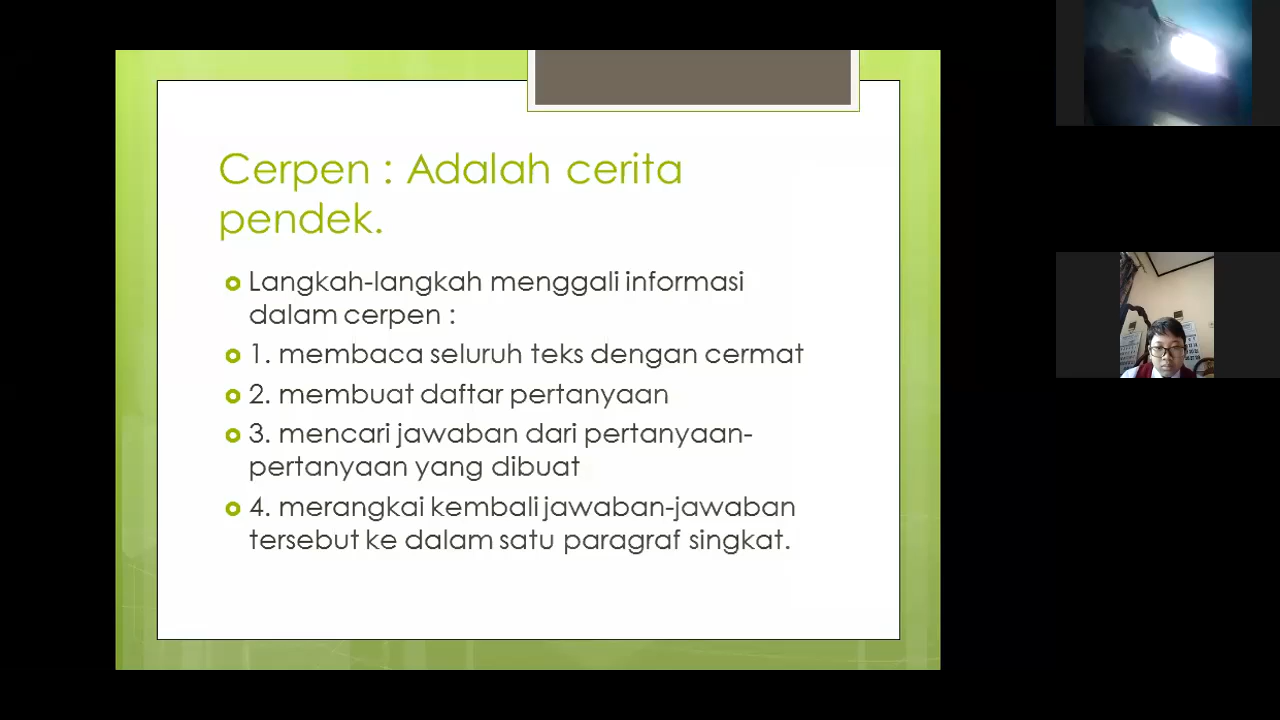 Cerpen : Adalah cerita
pendek.
Langkah-langkah menggali informasi
dalam cerpen :
1. membaca seluruh teks dengan cermat
2. membuat daftar pertanyaan
3. mencari jawaban dari pertanyaan-
pertanyaan yang dibuat
4. merangkai kembali jawaban-jawaban
tersebut ke dalam satu paragraf singkat.